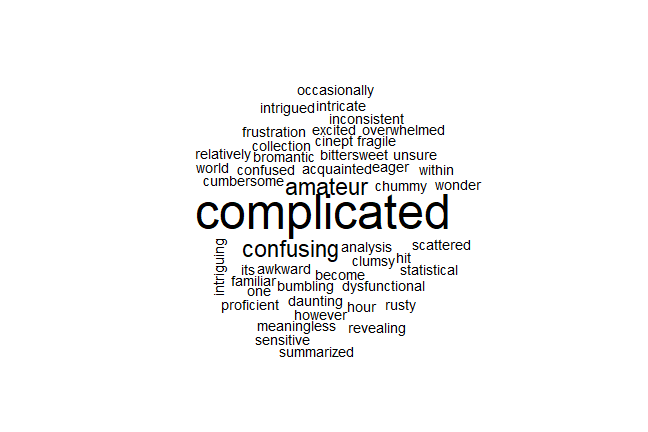 occasionally
intrigued intricate
inconsistent
frustration excited overwhelmed
collection cinept fragile
relatively bromantic bittersweet unsure
world confused acquainted eager within
cumbersome amateur chummy wonder
complicated
intriguing confusing analysis scattered
its awkward clumsy hit
familiar become statistical
one bumbling dysfunctional
proficient daunting hour rusty
however
meaningless revealing
sensitive
summarized